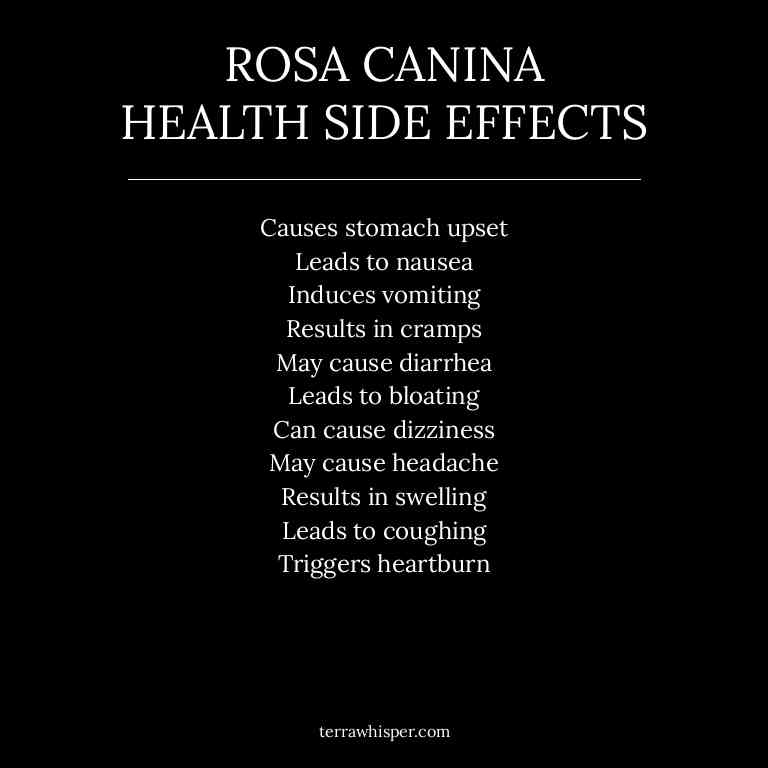 ROSA CANINA
HEALTH SIDE EFFECTS
Causes stomach upset
Leads to nausea
Induces vomiting
Results in cramps
May cause diarrhea
Leads to bloating
Can cause dizziness
May cause headache
Results in swelling
Leads to coughing
Triggers heartburn
terrawhisper.com